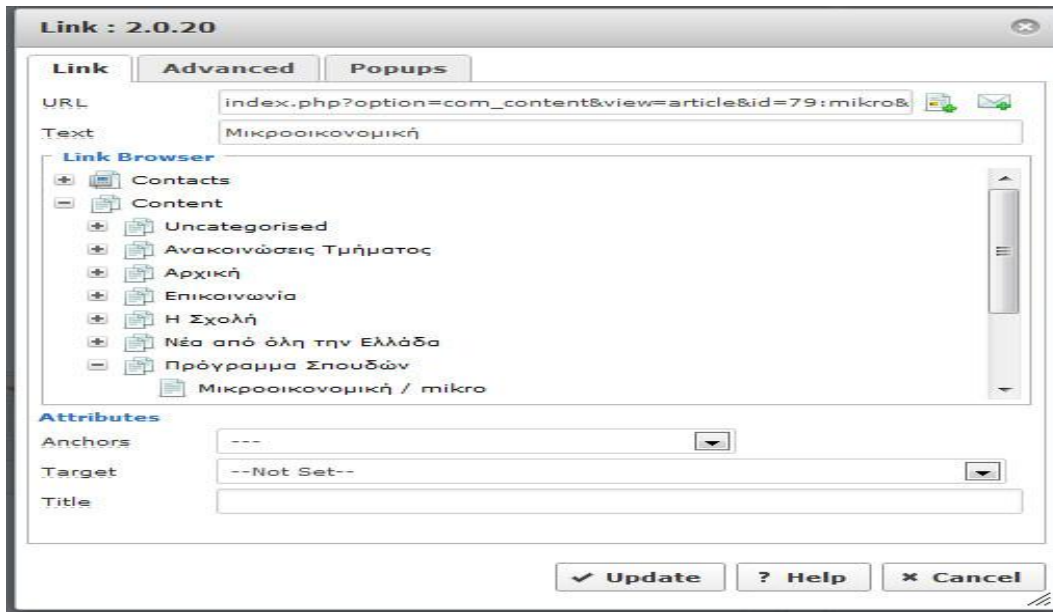 Link : 2.0.20
Link Advanced Popups
URL index.php?option=com_content&view=article&id=79:mikro&
Text Μικροοικονομική
Link Browser
Contacts
Content
Uncategorised
Ανακοινώσεις Τμήματος
Αρχική
Επικοινωνία
Η Σχολή
Νέα από όλη την Ελλάδα
Πρόγραμμα Σπουδών
Μικροοικονομική / mikro
Attributes
Anchors ---
Target --Not Set--
Title
Update ? Help Cancel